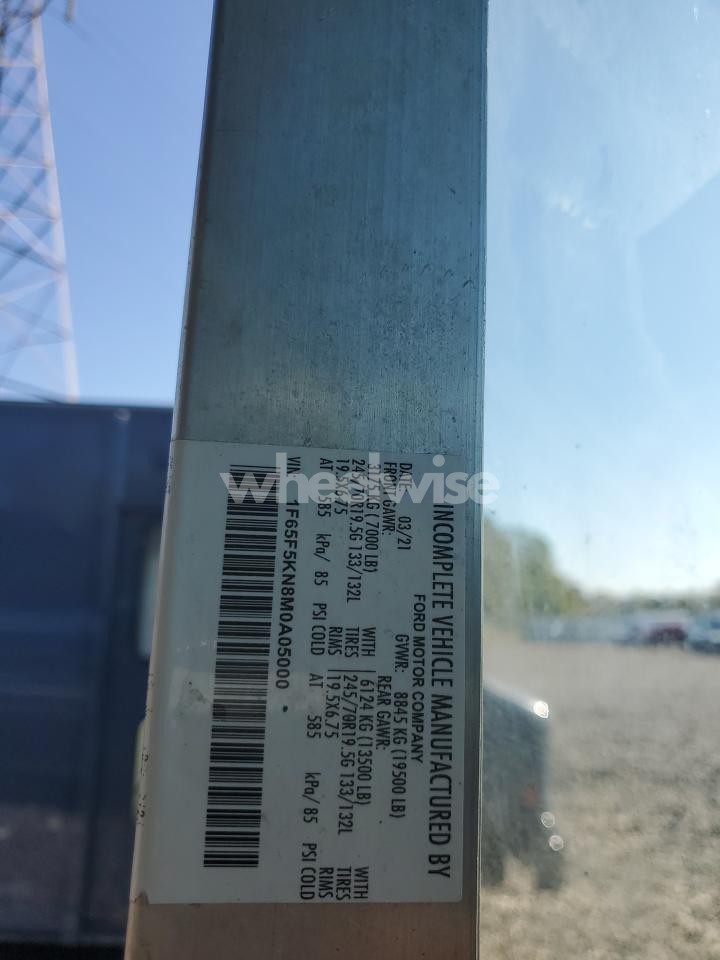 INCOMPLETE VEHICLE MANUFACTURED BY
FORD MOTOR COMPANY
DATE: 03/21 GVWR: 8845 KG (19500 LB)
FRONT GAWR: REAR GAWR:
3175 KG (7000 LB) WITH 6124 KG (13500 LB) WITH
245/70R19.5G 133/132L TIRES 245/70R19.5G 133/132L TIRES
19.5X6.75 RIMS 19.5X6.75 RIMS
AT 585 kPa/ 85 PSI COLD AT 585 kPa/ 85 PSI COLD
VIN: 1F65F5KN8M0A05000
wheelwise